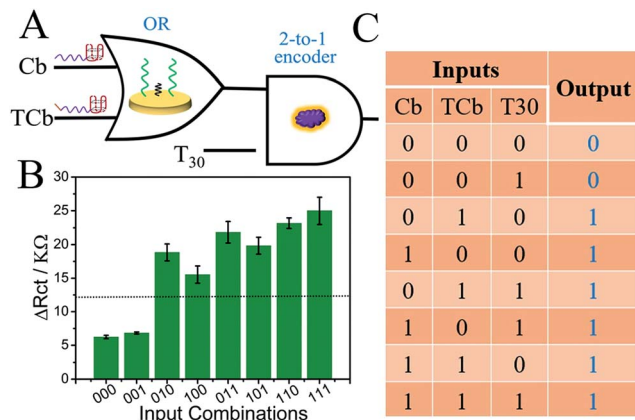 A
OR
Cb
TCb
2-to-1
encoder
T30
B
ΔRct / KΩ
30
25
20
15
10
5
0
000 001 010 100 011 101 110 111
Input Combinations
C
Inputs Output
Cb TCb T30
0 0 0 0
0 0 1 0
0 1 0 1
1 0 0 1
0 1 1 1
1 0 1 1
1 1 0 1
1 1 1 1